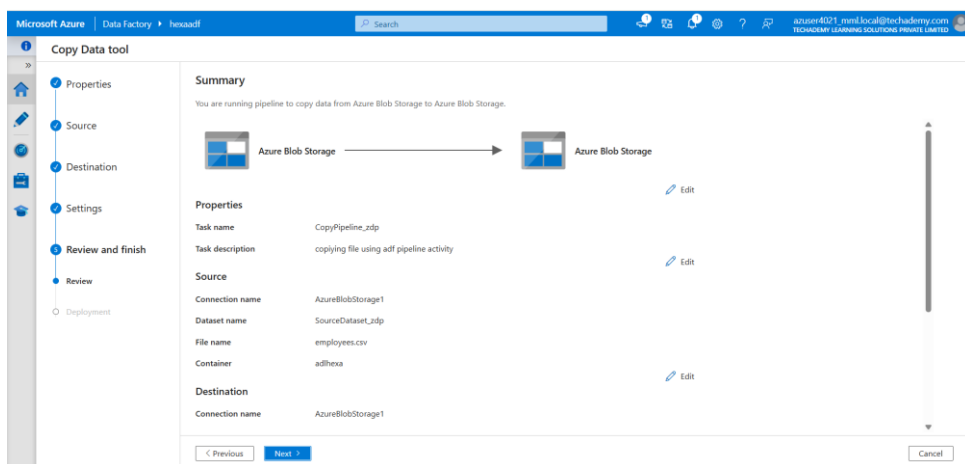 Microsoft Azure | Data Factory ▸ hexaadf
Search
1
1
azuser4021_mml.local@techademy.com
TECHADEMY LEARNING SOLUTIONS PRIVATE LIMITED
Copy Data tool
Properties
Source
Destination
Settings
5 Review and finish
Review
Deployment
Summary
You are running pipeline to copy data from Azure Blob Storage to Azure Blob Storage.
Azure Blob Storage
Azure Blob Storage
Edit
Properties
Task name CopyPipeline_zdp
Task description copiying file using adf pipeline activity
Edit
Source
Connection name AzureBlobStorage1
Dataset name SourceDataset_zdp
File name employees.csv
Container adlhexa
Edit
Destination
Connection name AzureBlobStorage1
< Previous
Next >
Cancel